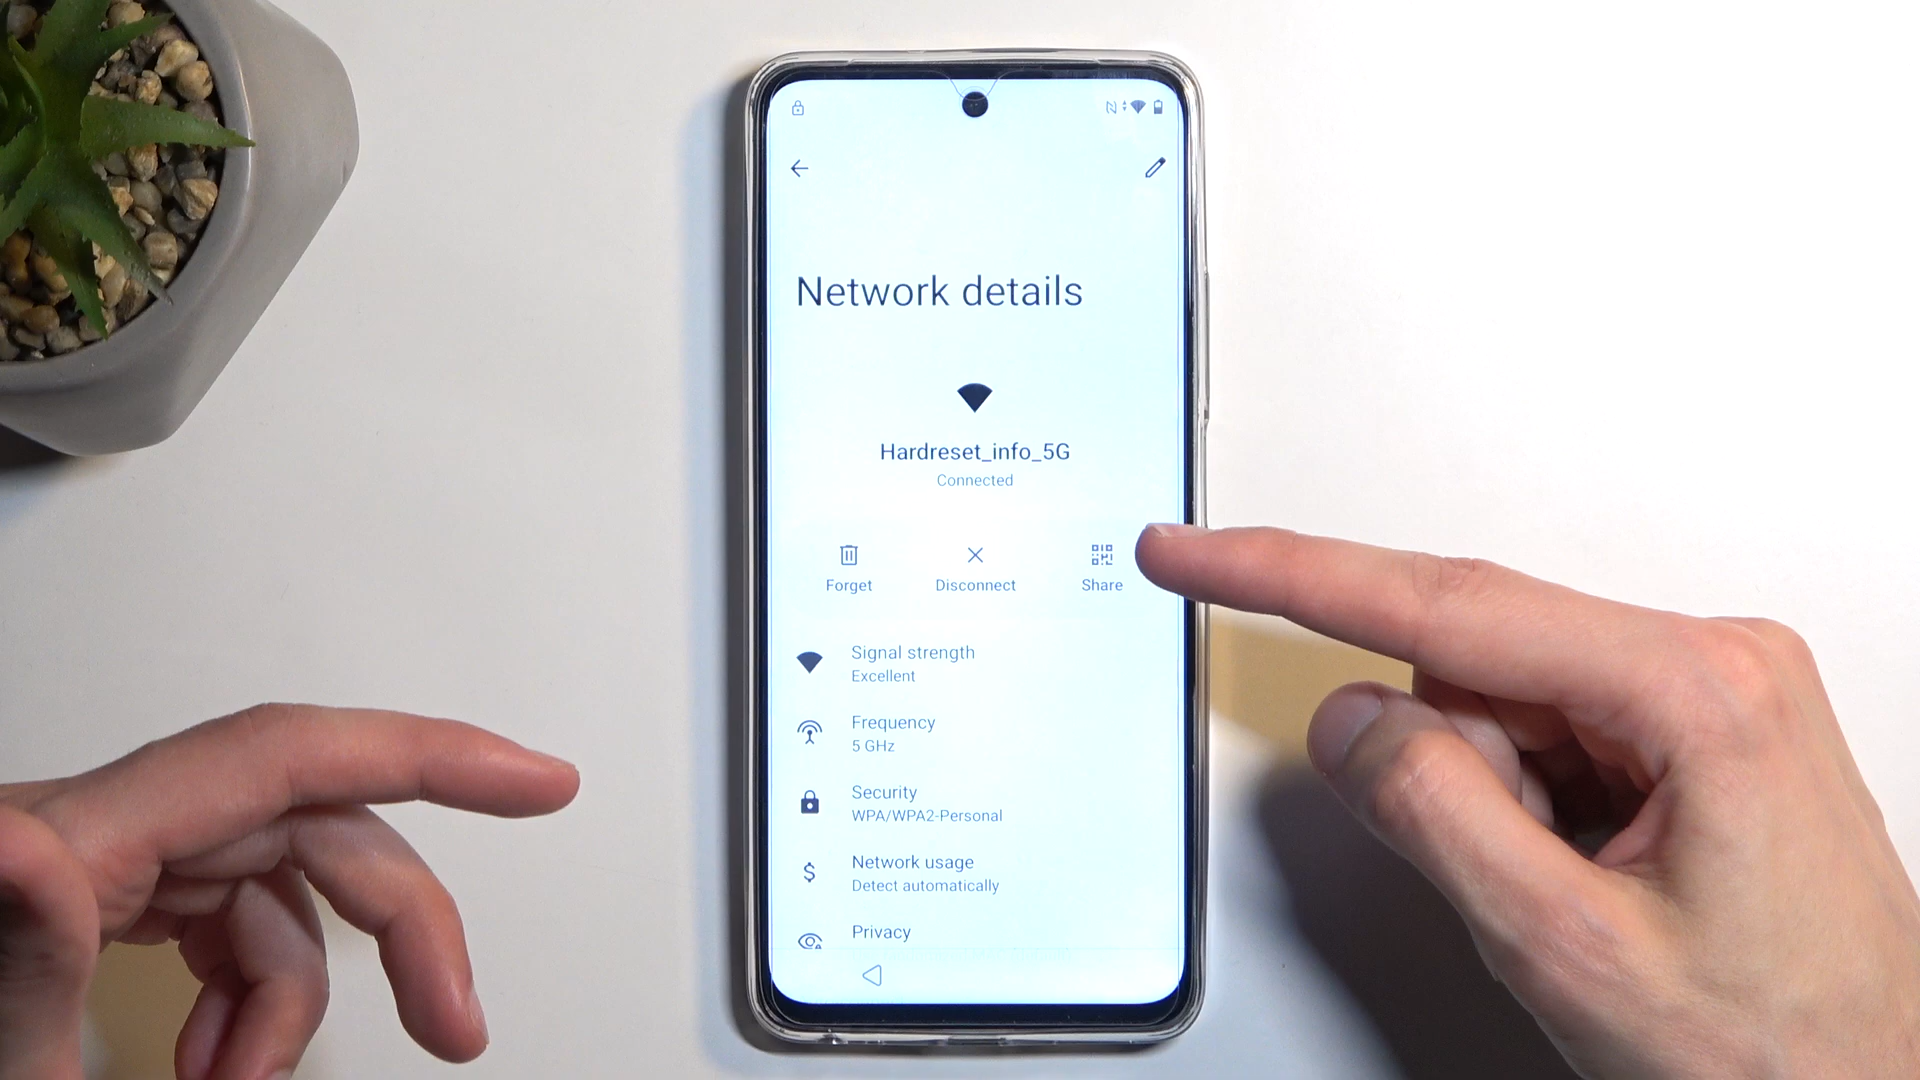 Network details
Hardreset_info_5G
Connected
Forget
Disconnect
Share
Signal strength
Excellent
Frequency
5 GHz
Security
WPA/WPA2-Personal
Network usage
Detect automatically
Privacy